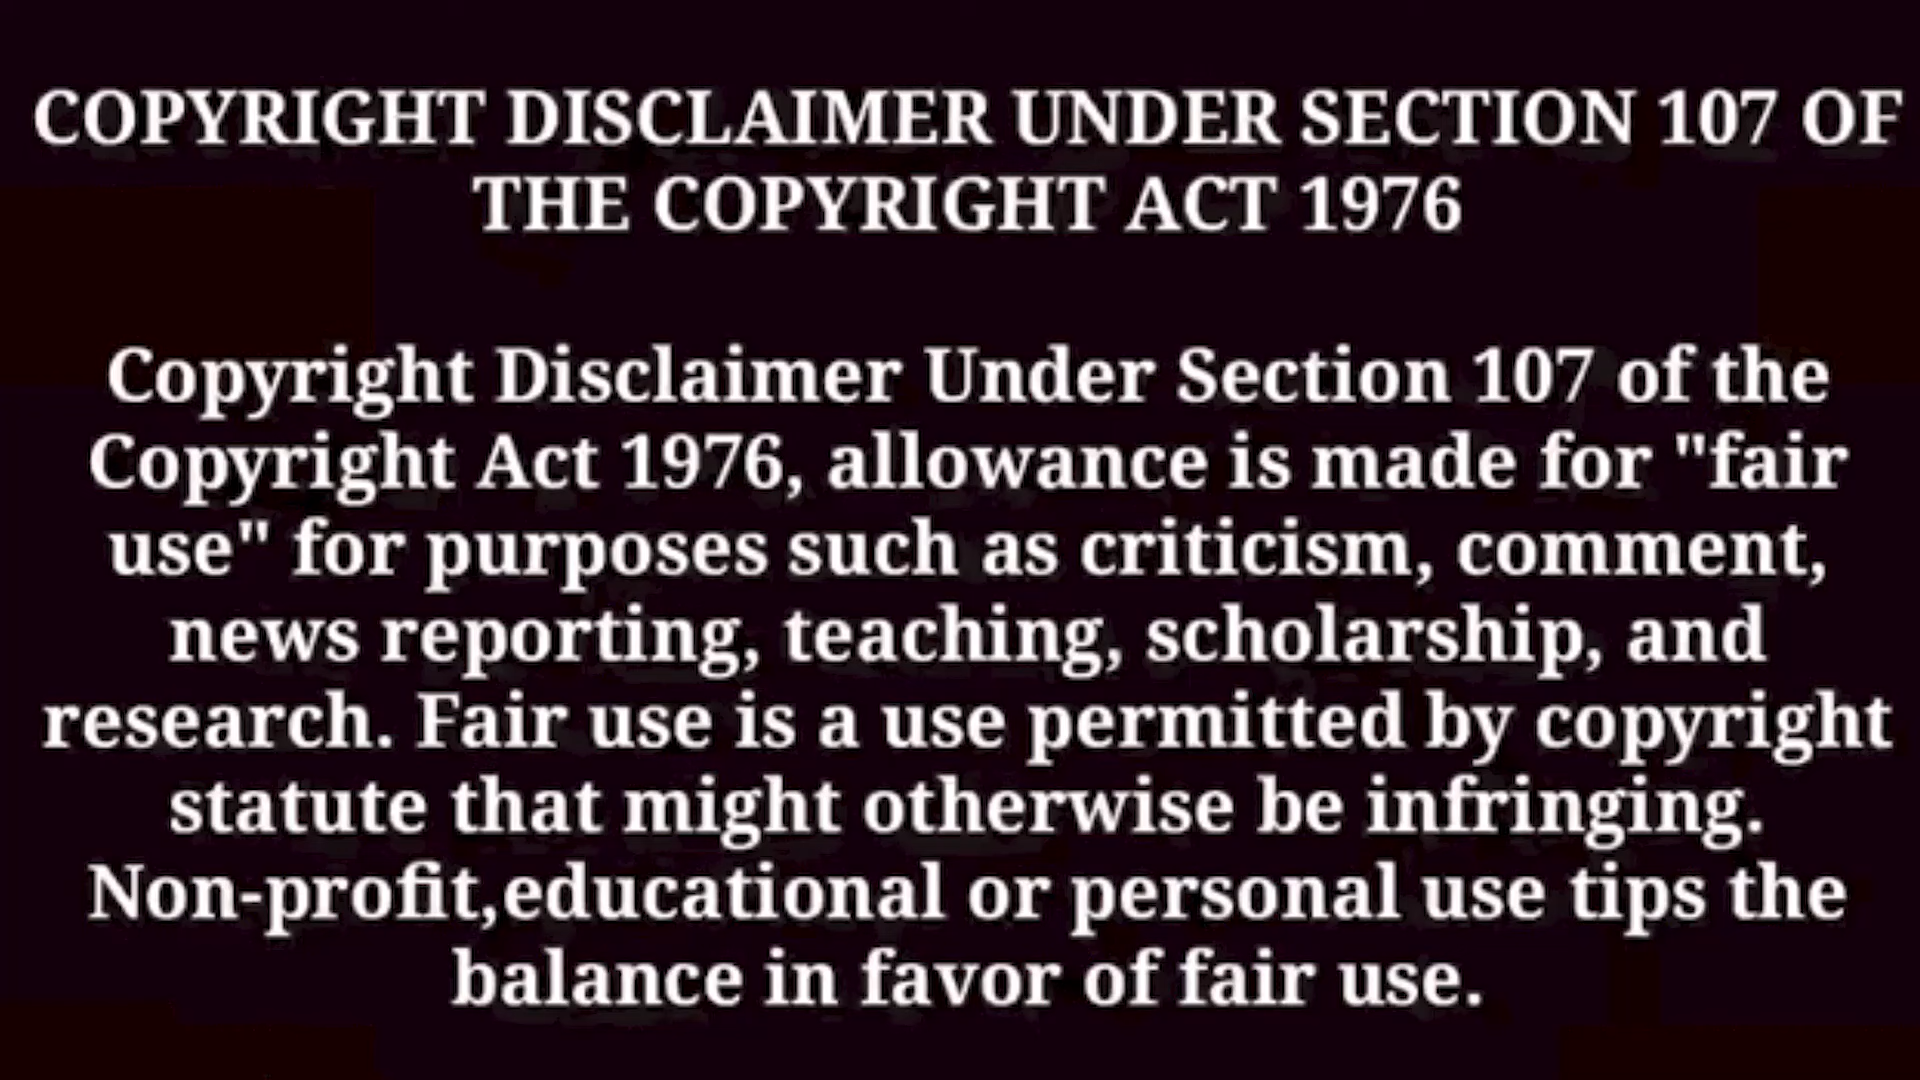 COPYRIGHT DISCLAIMER UNDER SECTION 107 OF
THE COPYRIGHT ACT 1976
Copyright Disclaimer Under Section 107 of the
Copyright Act 1976, allowance is made for "fair
use" for purposes such as criticism, comment,
news reporting, teaching, scholarship, and
research. Fair use is a use permitted by copyright
statute that might otherwise be infringing.
Non-profit,educational or personal use tips the
balance in favor of fair use.